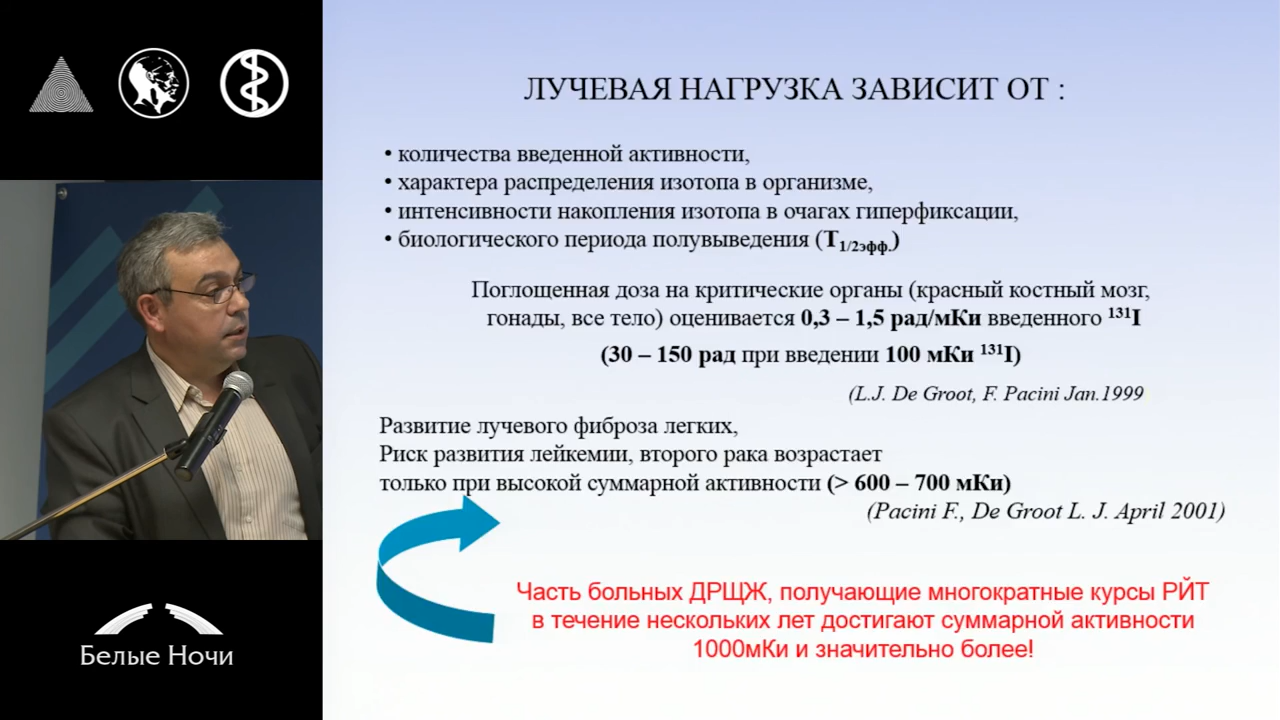 ЛУЧЕВАЯ НАГРУЗКА ЗАВИСИТ ОТ :
• количества введенной активности,
• характера распределения изотопа в организме,
• интенсивности накопления изотопа в очагах гиперфиксации,
• биологического периода полувыведения (T1/2эфф.)
Поглощенная доза на критические органы (красный костный мозг,
гонады, все тело) оценивается 0,3 – 1,5 рад/мКи введенного 131I
(30 – 150 рад при введении 100 мКи 131I)
(L.J. De Groot, F. Pacini Jan.1999
Развитие лучевого фиброза легких,
Риск развития лейкемии, второго рака возрастает
только при высокой суммарной активности (> 600 – 700 мКи)
(Pacini F., De Groot L. J. April 2001)
Часть больных ДРЩЖ, получающие многократные курсы РЙТ
в течение нескольких лет достигают суммарной активности
1000мКи и значительно более!
Белые Ночи